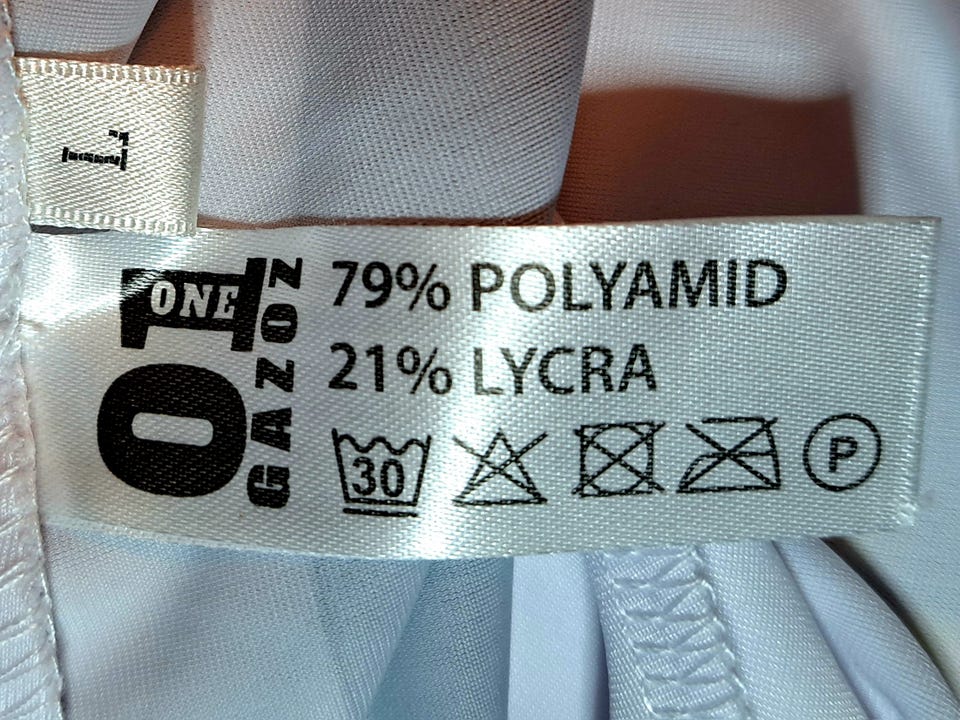 L
01
ONE
GAZOZ
79% POLYAMID
21% LYCRA
30
P